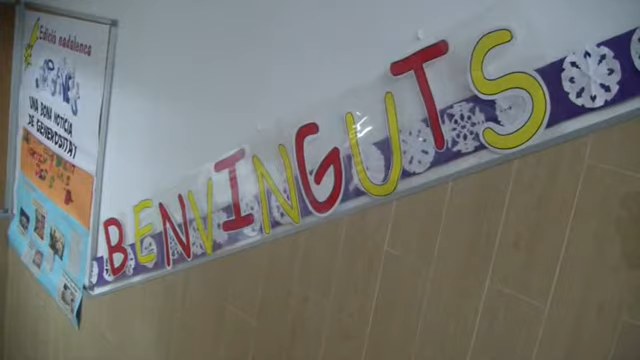 Edició nadalenca
UNA BONA NOTÍCIA
DE GENEROSITAT
BENVINGUTS